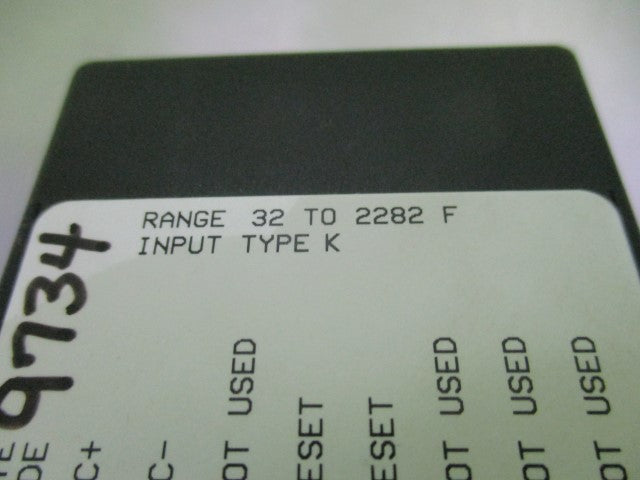 RANGE 32 TO 2282 F
INPUT TYPE K
9734
C+
C-
OT USED
ESET
ESET
OT USED
OT USED
OT USED